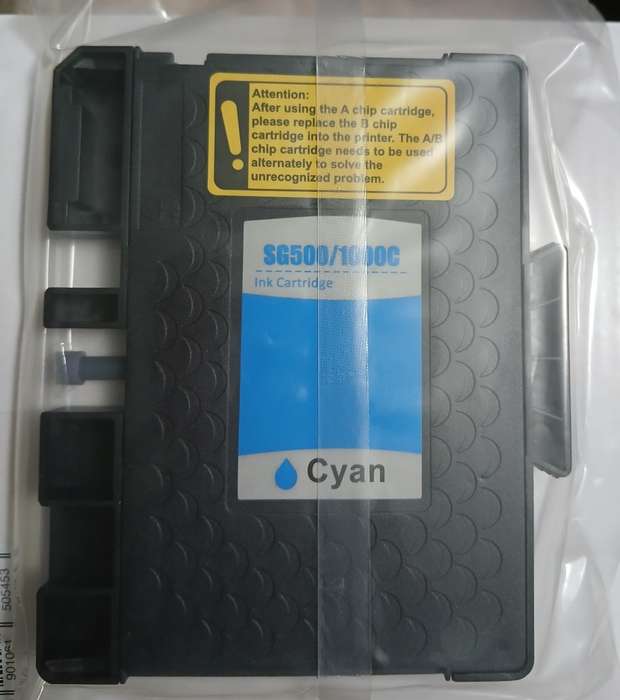 Attention:
After using the A chip cartridge,
please replace the B chip
cartridge into the printer. The A/B
chip cartridge needs to be used
alternately to solve the
unrecognized problem.
SG500/1000C
Ink Cartridge
Cyan
505453